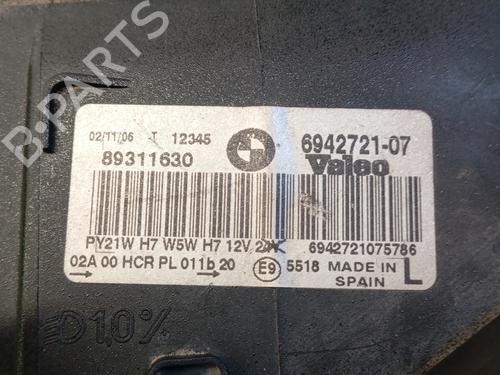 B-PARTS
02/11/06 -T 12345
89311630
6942721-07
Valeo
PY21W H7 W5W H7 12V
6942721075786
02A 00 HCR PL 011b 20
E9 5518 MADE IN
SPAIN
L
1,0%